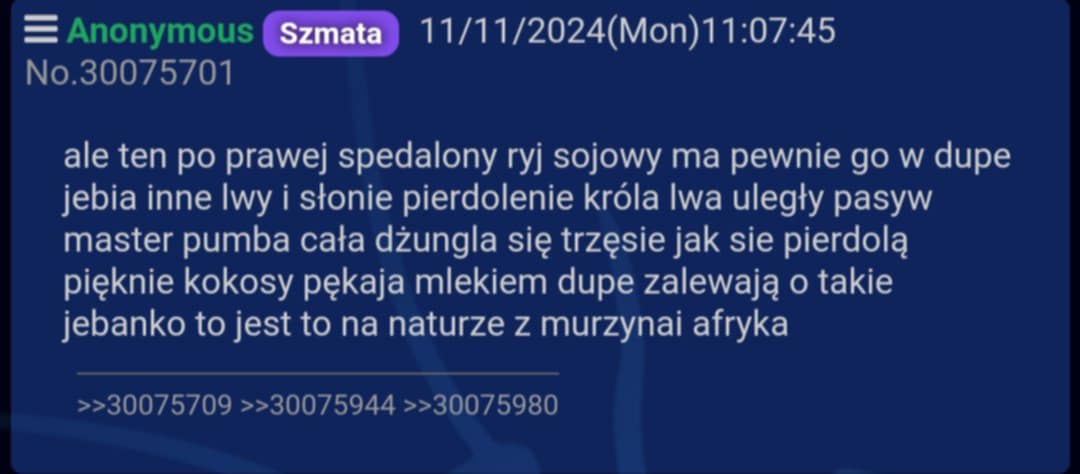 Anonymous Szmata 11/11/2024(Mon)11:07:45
No.30075701
ale ten po prawej spedalony ryj sojowy ma pewnie go w dupe
jebia inne lwy i słonie pierdolenie króla lwa uległy pasyw
master pumba cała dżungla się trzęsie jak sie pierdolą
pięknie kokosy pękaja mlekiem dupe zalewają o takie
jebanko to jest to na naturze z murzynai afryka
>>30075709 >>30075944 >>30075980